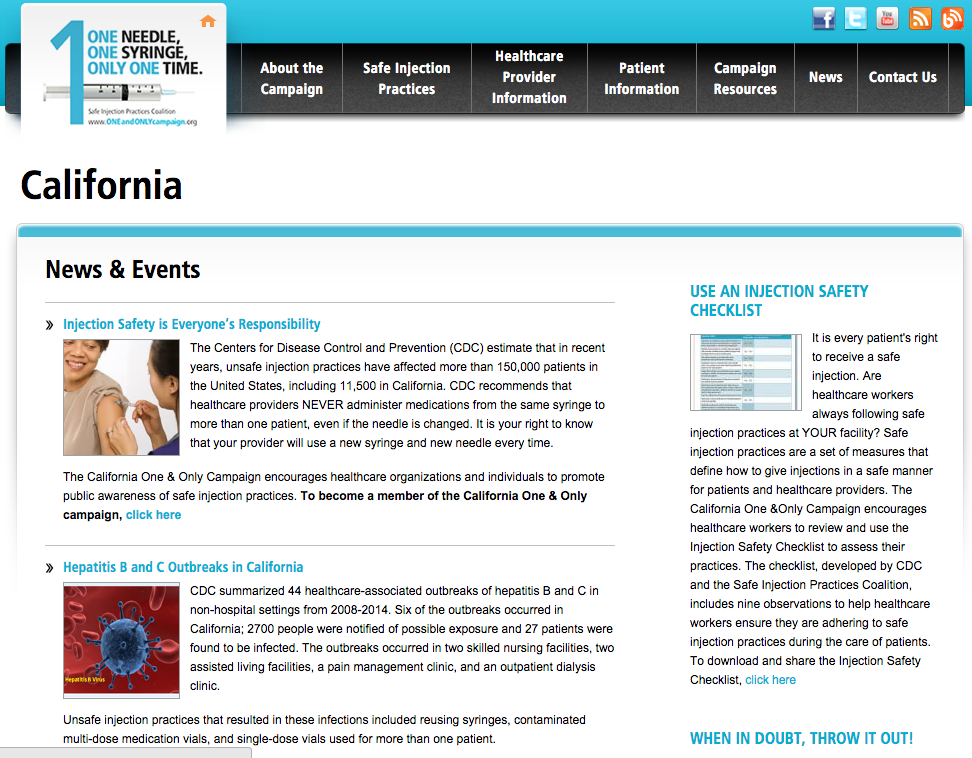 ONE NEEDLE,
ONE SYRINGE,
ONLY ONE TIME.
Safe Injection Practices Coalition
www.ONEandONLYcampaign.org
You
Tube
About the
Campaign
Safe Injection
Practices
Healthcare
Provider
Information
Patient
Information
Campaign
Resources
News
Contact Us
California
News & Events
» Injection Safety is Everyone's Responsibility
The Centers for Disease Control and Prevention (CDC) estimate that in recent
years, unsafe injection practices have affected more than 150,000 patients in
the United States, including 11,500 in California. CDC recommends that
healthcare providers NEVER administer medications from the same syringe to
more than one patient, even if the needle is changed. It is your right to know
that your provider will use a new syringe and new needle every time.
The California One & Only Campaign encourages healthcare organizations and individuals to promote
public awareness of safe injection practices. To become a member of the California One & Only
campaign, click here
» Hepatitis B and C Outbreaks in California
Hepatitis B Virus
CDC summarized 44 healthcare-associated outbreaks of hepatitis B and C in
non-hospital settings from 2008-2014. Six of the outbreaks occurred in
California; 2700 people were notified of possible exposure and 27 patients were
found to be infected. The outbreaks occurred in two skilled nursing facilities, two
assisted living facilities, a pain management clinic, and an outpatient dialysis
clinic.
Unsafe injection practices that resulted in these infections included reusing syringes, contaminated
multi-dose medication vials, and single-dose vials used for more than one patient.
USE AN INJECTION SAFETY
CHECKLIST
It is every patient's right
to receive a safe
injection. Are
healthcare workers
always following safe
injection practices at YOUR facility? Safe
injection practices are a set of measures that
define how to give injections in a safe manner
for patients and healthcare providers. The
California One &Only Campaign encourages
healthcare workers to review and use the
Injection Safety Checklist to assess their
practices. The checklist, developed by CDC
and the Safe Injection Practices Coalition,
includes nine observations to help healthcare
workers ensure they are adhering to safe
injection practices during the care of patients.
To download and share the Injection Safety
Checklist, click here
WHEN IN DOUBT, THROW IT OUT!